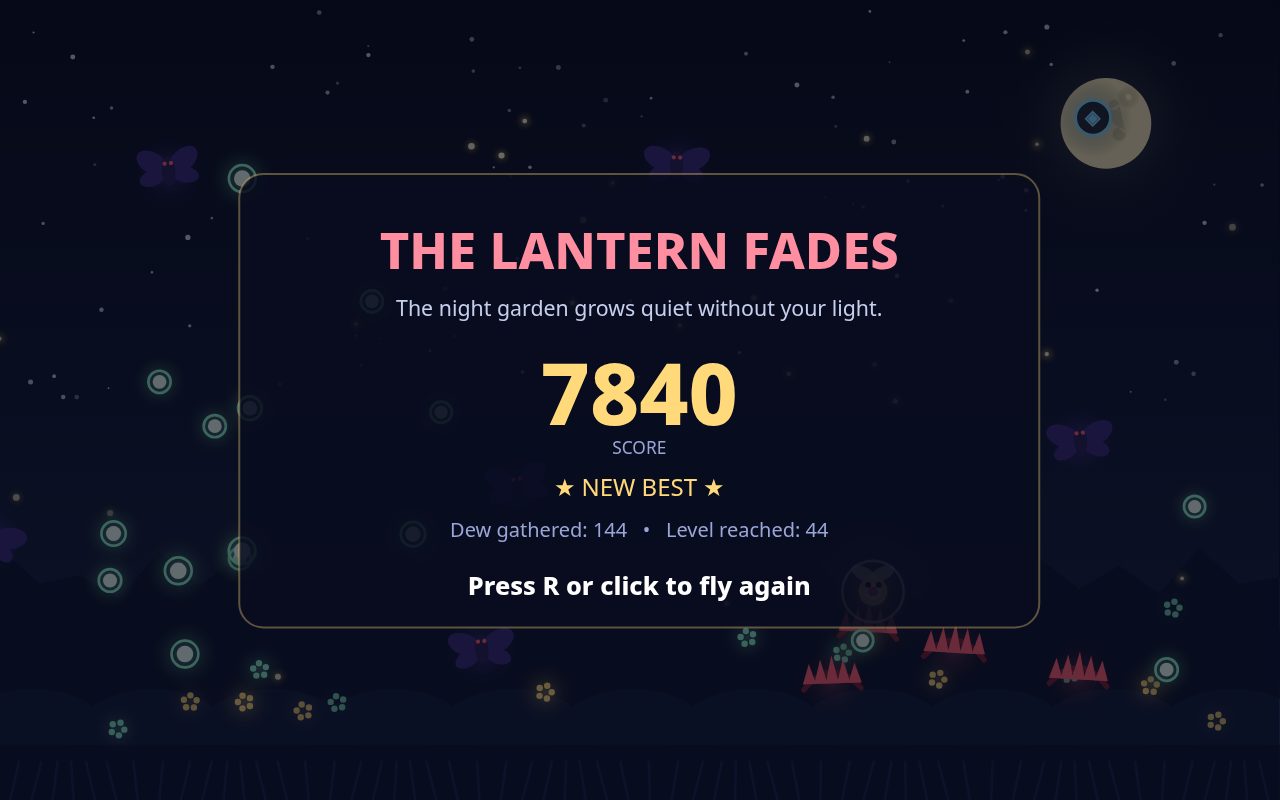 THE LANTERN FADES
The night garden grows quiet without your light.
7840
SCORE
★ NEW BEST ★
Dew gathered: 144 • Level reached: 44
Press R or click to fly again